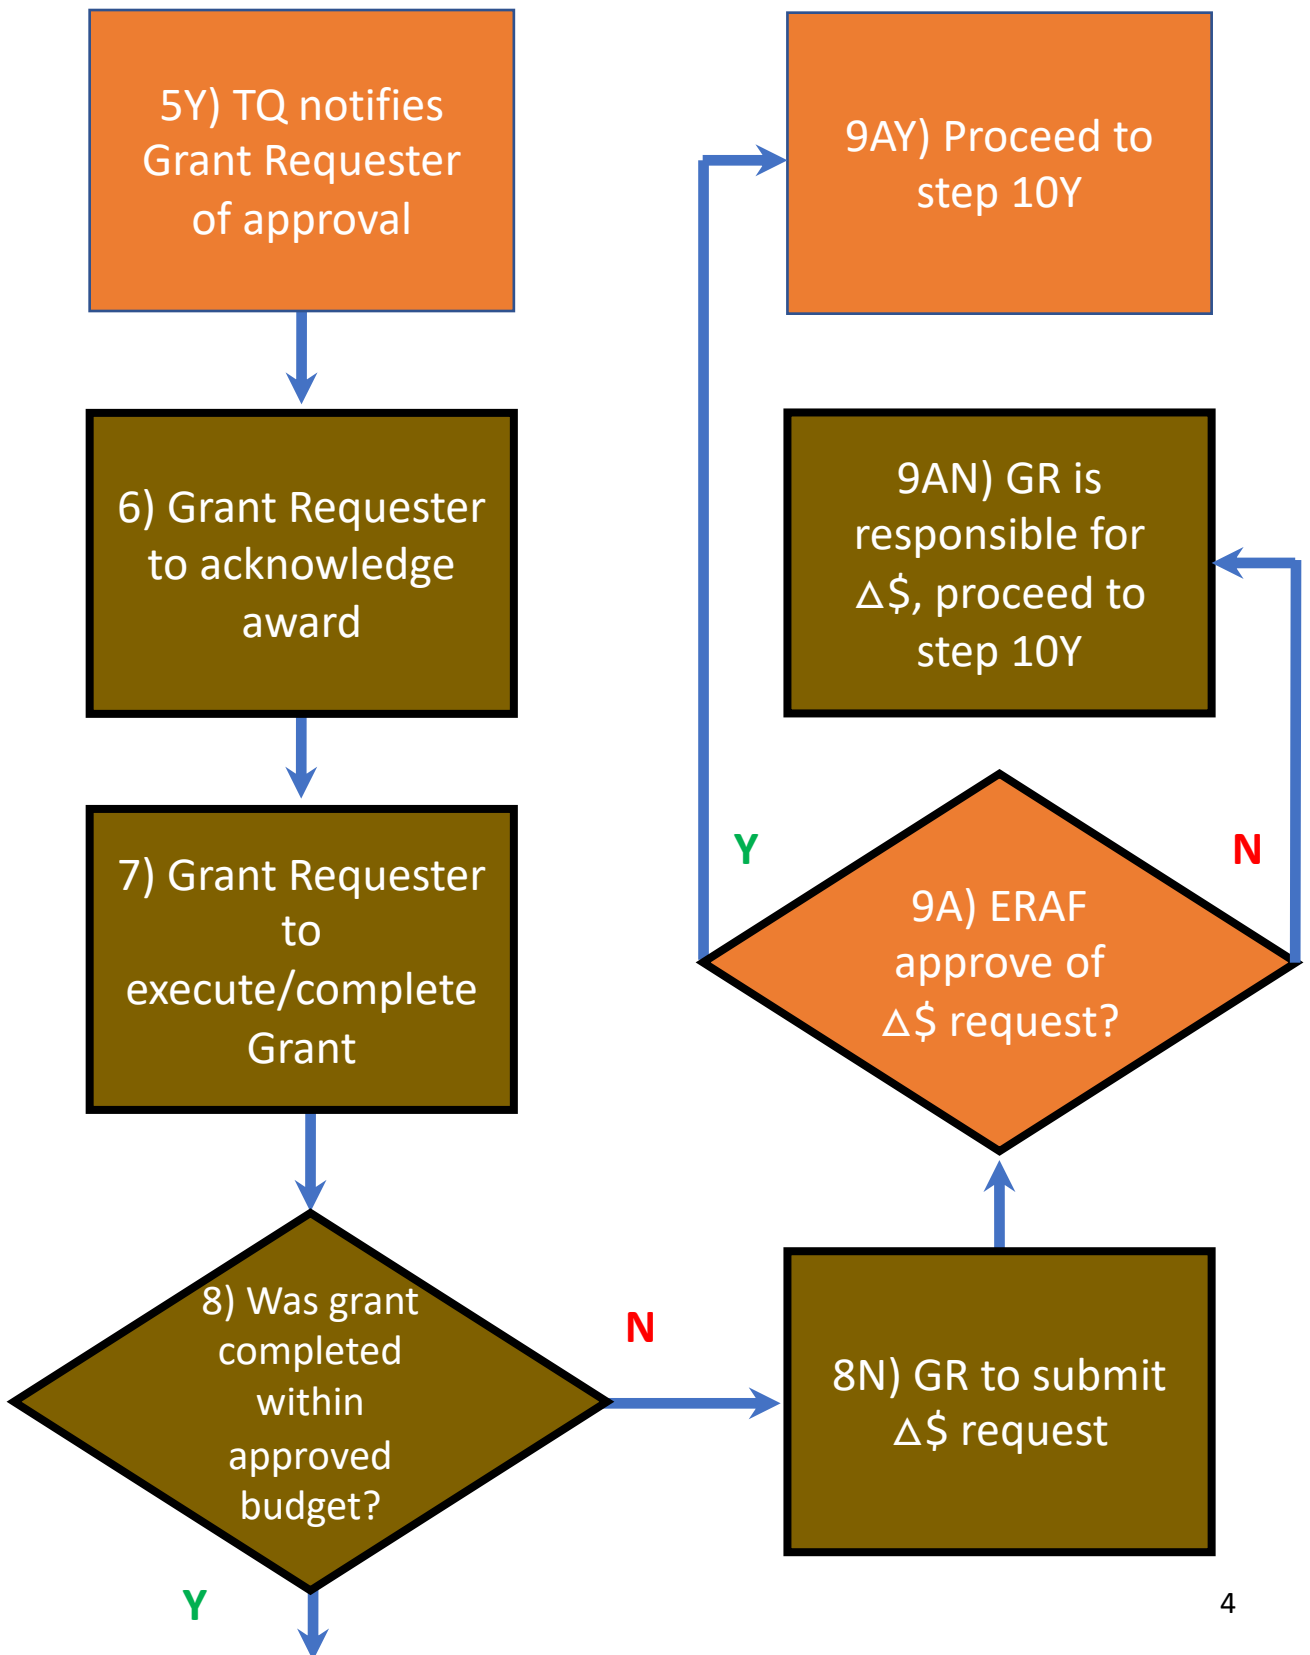 5Y) TQ notifies
Grant Requester
of approval
6) Grant Requester
to acknowledge
award
7) Grant Requester
to
execute/complete
Grant
8) Was grant
completed
within
approved
budget?
Y
N
8N) GR to submit
△$ request
9A) ERAF
approve of
△$ request?
Y
N
9AN) GR is
responsible for
△$, proceed to
step 10Y
9AY) Proceed to
step 10Y
4